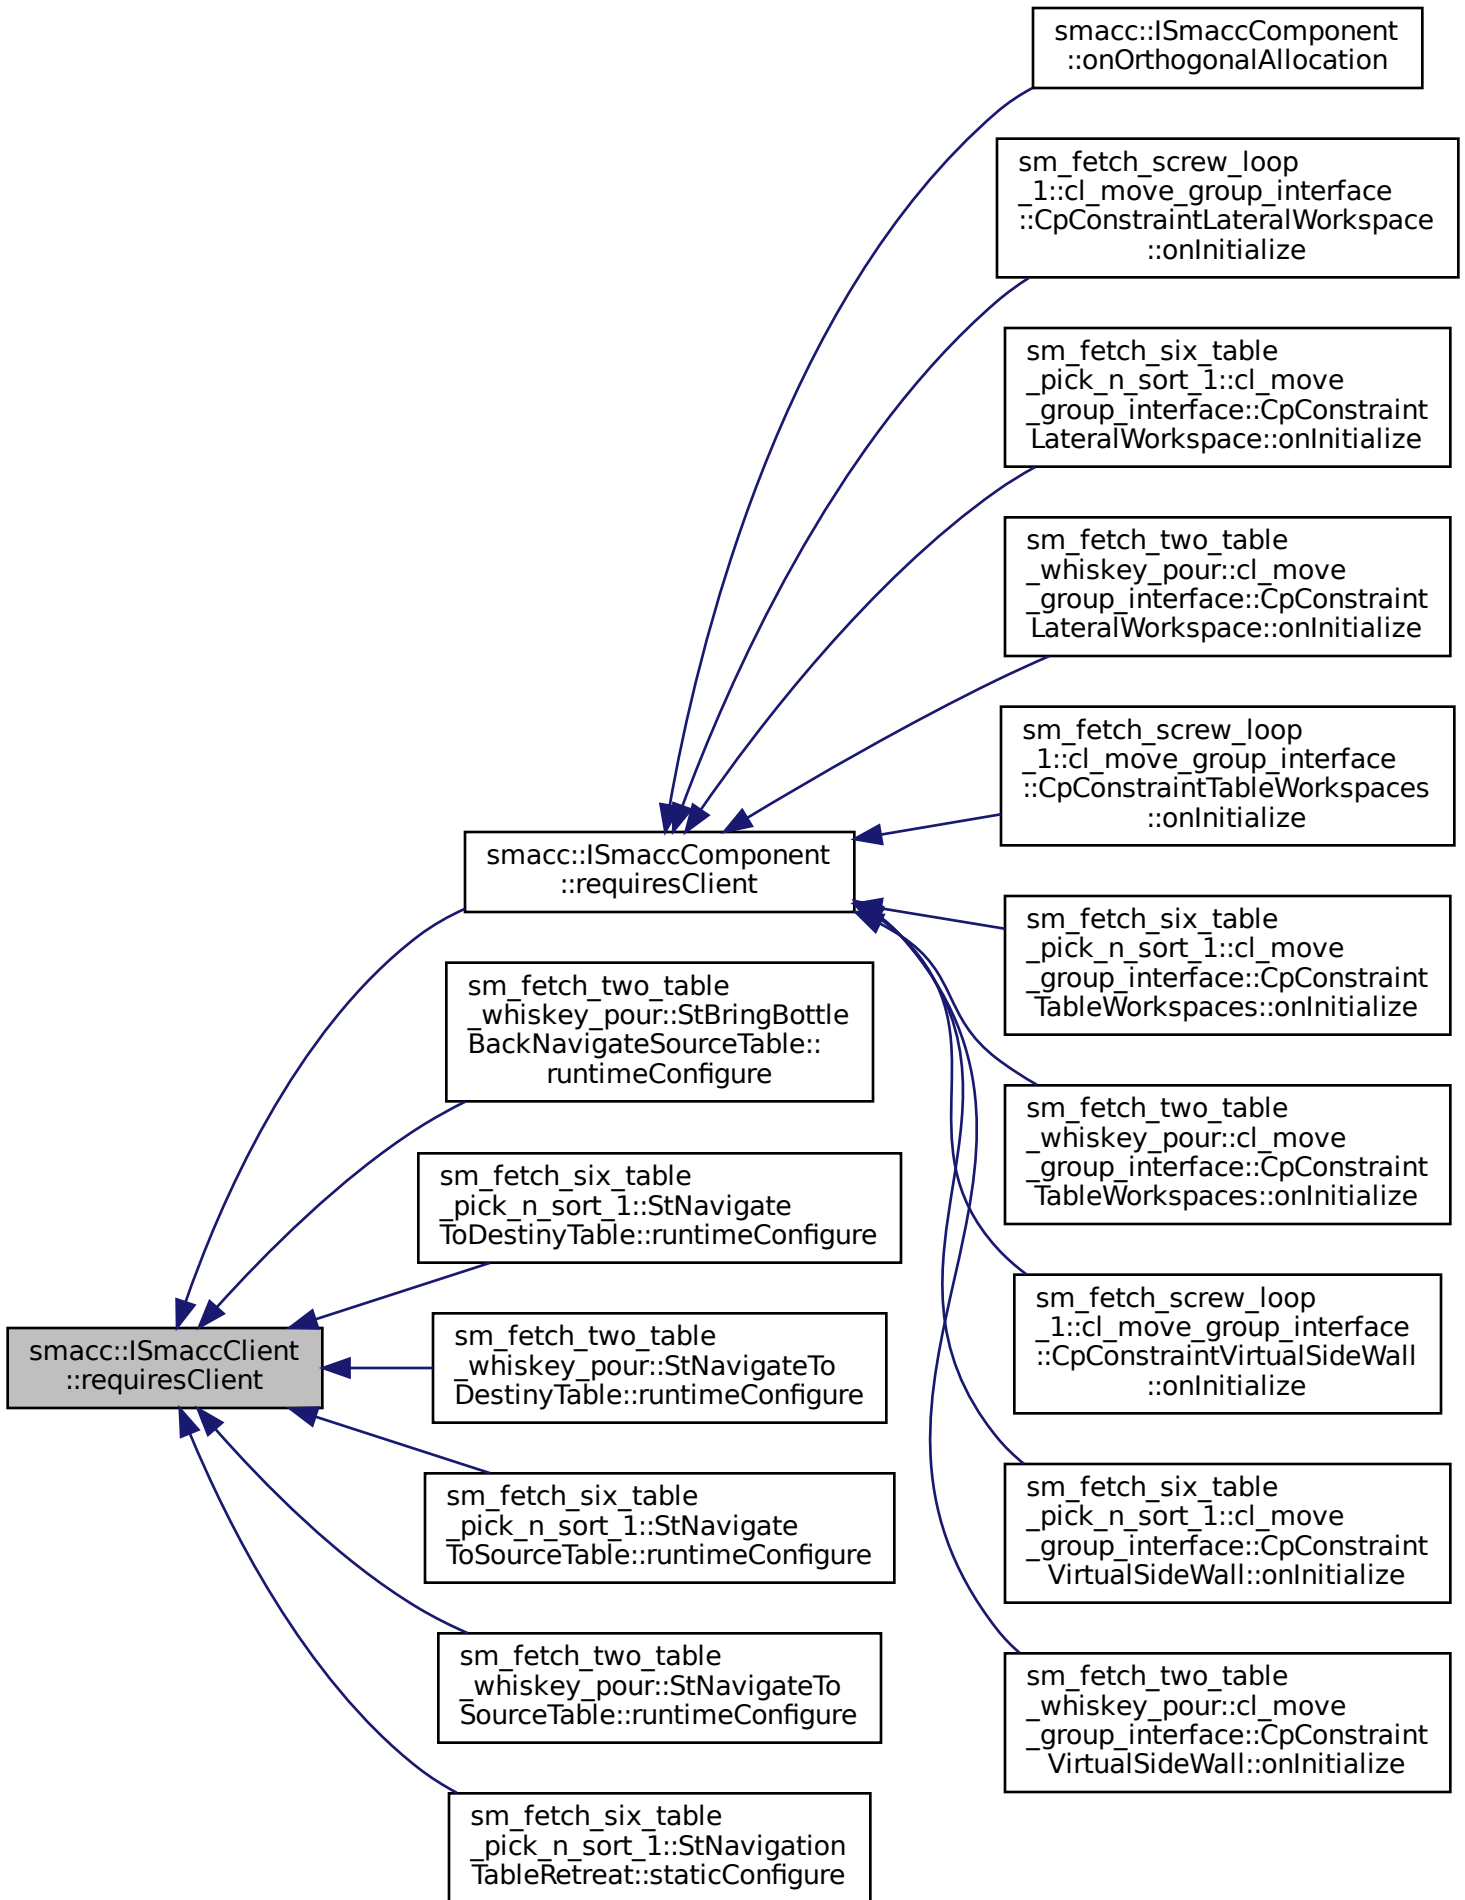 smacc::ISmaccComponent
::onOrthogonalAllocation
sm_fetch_screw_loop
_1::cl_move_group_interface
::CpConstraintLateralWorkspace
::onInitialize
sm_fetch_six_table
_pick_n_sort_1::cl_move
_group_interface::CpConstraint
LateralWorkspace::onInitialize
sm_fetch_two_table
_whiskey_pour::cl_move
_group_interface::CpConstraint
LateralWorkspace::onInitialize
sm_fetch_screw_loop
_1::cl_move_group_interface
::CpConstraintTableWorkspaces
::onInitialize
smacc::ISmaccComponent
::requiresClient
sm_fetch_six_table
_pick_n_sort_1::cl_move
_group_interface::CpConstraint
TableWorkspaces::onInitialize
sm_fetch_two_table
_whiskey_pour::StBringBottle
BackNavigateSourceTable::
runtimeConfigure
sm_fetch_two_table
_whiskey_pour::cl_move
_group_interface::CpConstraint
TableWorkspaces::onInitialize
sm_fetch_six_table
_pick_n_sort_1::StNavigate
ToDestinyTable::runtimeConfigure
sm_fetch_screw_loop
_1::cl_move_group_interface
::CpConstraintVirtualSideWall
::onInitialize
smacc::ISmaccClient
::requiresClient
sm_fetch_two_table
_whiskey_pour::StNavigateTo
DestinyTable::runtimeConfigure
sm_fetch_six_table
_pick_n_sort_1::StNavigate
ToSourceTable::runtimeConfigure
sm_fetch_six_table
_pick_n_sort_1::cl_move
_group_interface::CpConstraint
VirtualSideWall::onInitialize
sm_fetch_two_table
_whiskey_pour::StNavigateTo
SourceTable::runtimeConfigure
sm_fetch_two_table
_whiskey_pour::cl_move
_group_interface::CpConstraint
VirtualSideWall::onInitialize
sm_fetch_six_table
_pick_n_sort_1::StNavigation
TableRetreat::staticConfigure